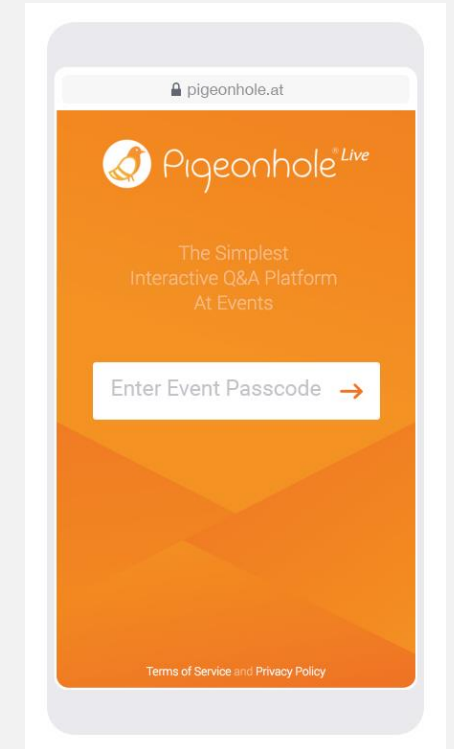 pigeonhole.at
Pigeonhole® Live
The Simplest
Interactive Q&A Platform
At Events
Enter Event Passcode →
Terms of Service and Privacy Policy